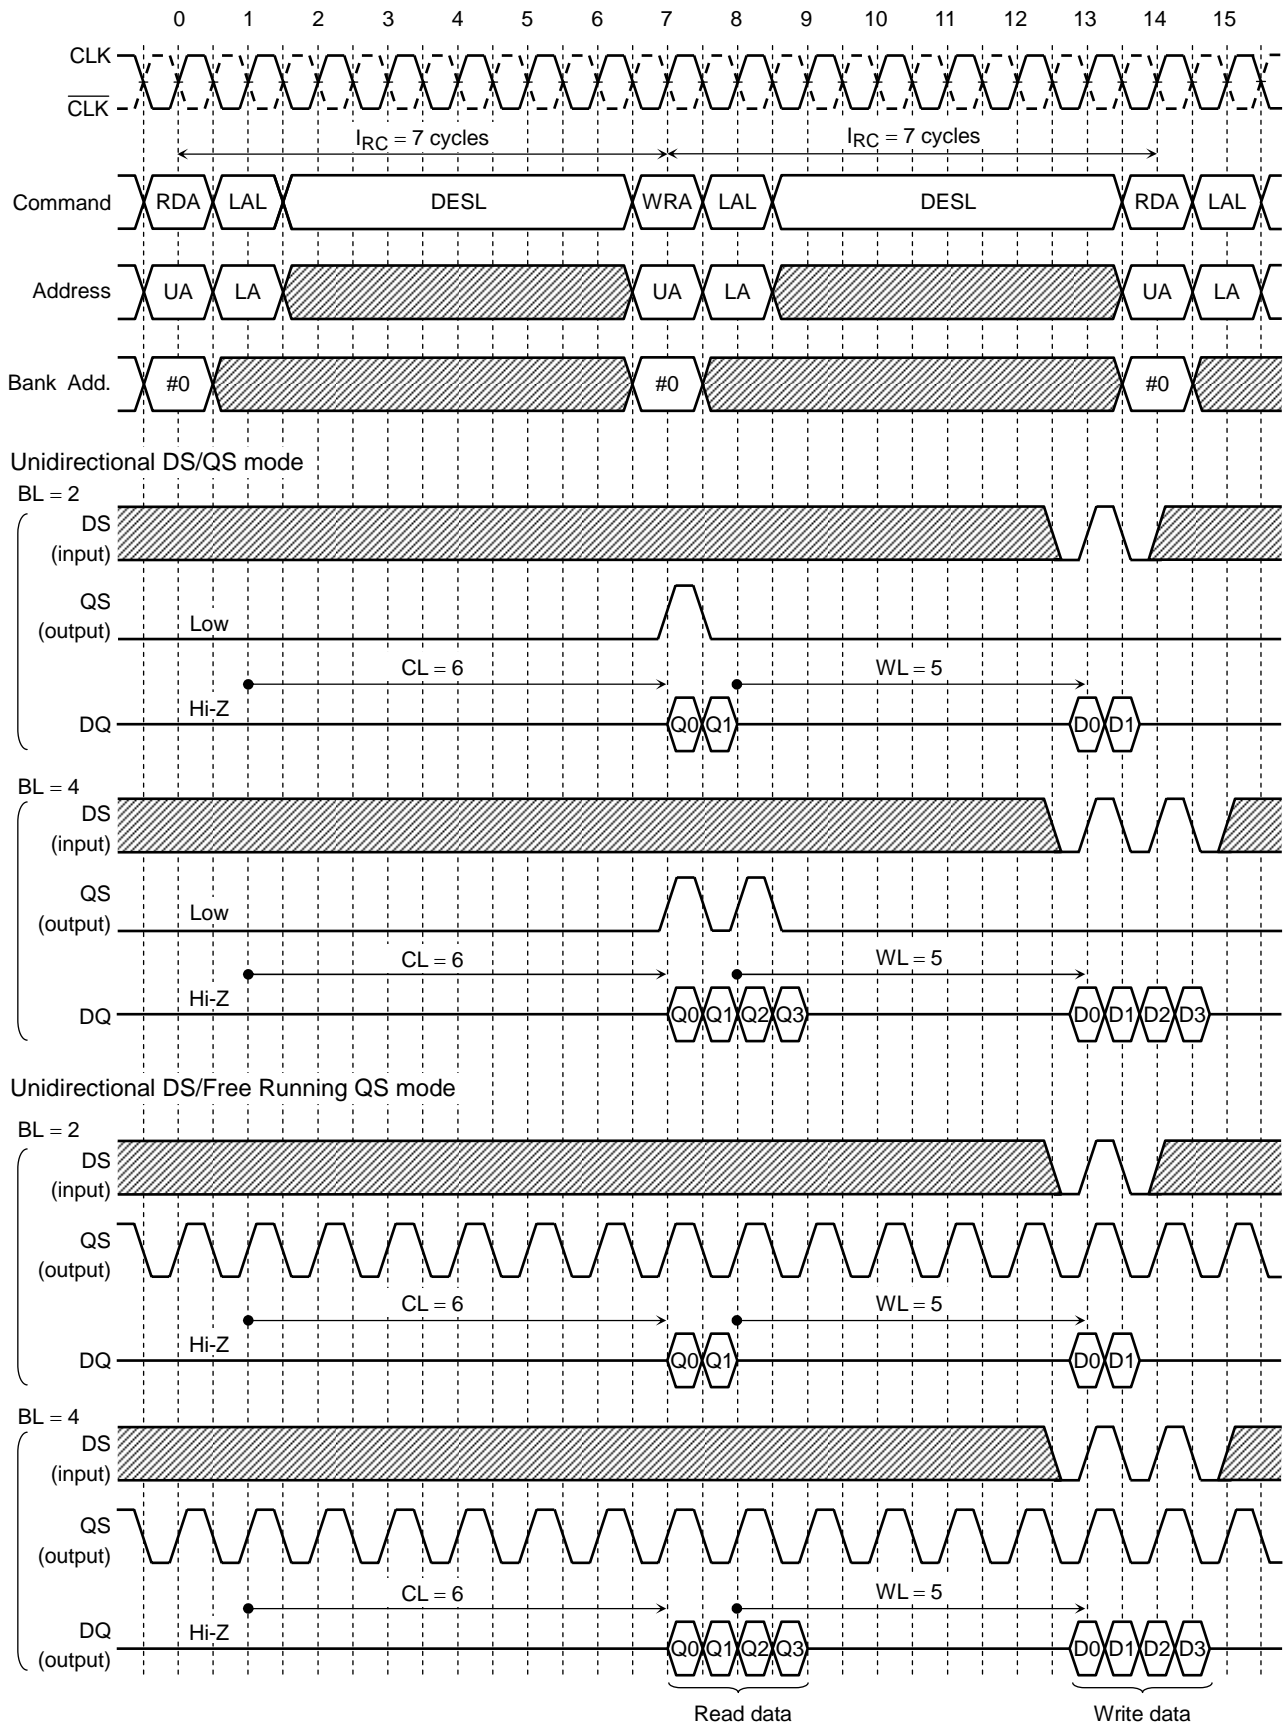 0 1 2 3 4 5 6 7 8 9 10 11 12 13 14 15
CLK
CLK
IRC = 7 cycles IRC = 7 cycles
Command RDA LAL DESL WRA LAL DESL RDA LAL
Address UA LA UA LA UA LA
Bank Add. #0 #0 #0
Unidirectional DS/QS mode
BL = 2
DS
(input)
QS
(output) Low
CL = 6 WL = 5
DQ Hi-Z Q0 Q1 D0 D1
BL = 4
DS
(input)
QS
(output) Low
CL = 6 WL = 5
DQ Hi-Z Q0 Q1 Q2 Q3 D0 D1 D2 D3
Unidirectional DS/Free Running QS mode
BL = 2
DS
(input)
QS
(output)
CL = 6 WL = 5
DQ Hi-Z Q0 Q1 D0 D1
BL = 4
DS
(input)
QS
(output)
CL = 6 WL = 5
DQ Hi-Z Q0 Q1 Q2 Q3 D0 D1 D2 D3
(output)
Read data Write data